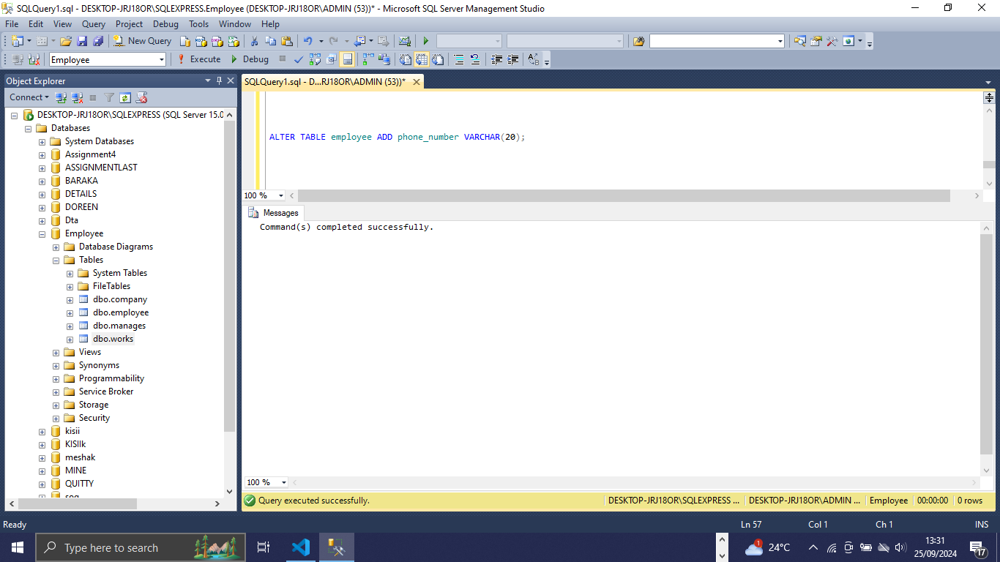 SQLQuery1.sql - DESKTOP-JRJ18OR\SQLEXPRESS.Employee (DESKTOP-JRJ18OR\ADMIN (53))* - Microsoft SQL Server Management Studio
File Edit View Query Project Debug Tools Window Help
New Query
Employee Execute Debug
Object Explorer
Connect
DESKTOP-JRJ18OR\SQLEXPRESS (SQL Server 15.0
Databases
System Databases
Assignment4
ASSIGNMENTLAST
BARAKA
DETAILS
DOREEN
Dta
Employee
Database Diagrams
Tables
System Tables
FileTables
dbo.company
dbo.employee
dbo.manages
dbo.works
Views
Synonyms
Programmability
Service Broker
Storage
Security
kisii
KISIIk
meshak
MINE
QUITTY
SQLQuery1.sql - D...RJ18OR\ADMIN (53))*
ALTER TABLE employee ADD phone_number VARCHAR(20);
100 %
Messages
Command(s) completed successfully.
100 %
Query executed successfully. DESKTOP-JRJ18OR\SQLEXPRESS ... DESKTOP-JRJ18OR\ADMIN ... Employee 00:00:00 0 rows
Ready Ln 57 Col 1 Ch 1 INS
Type here to search 1 24°C 13:31
25/09/2024 17